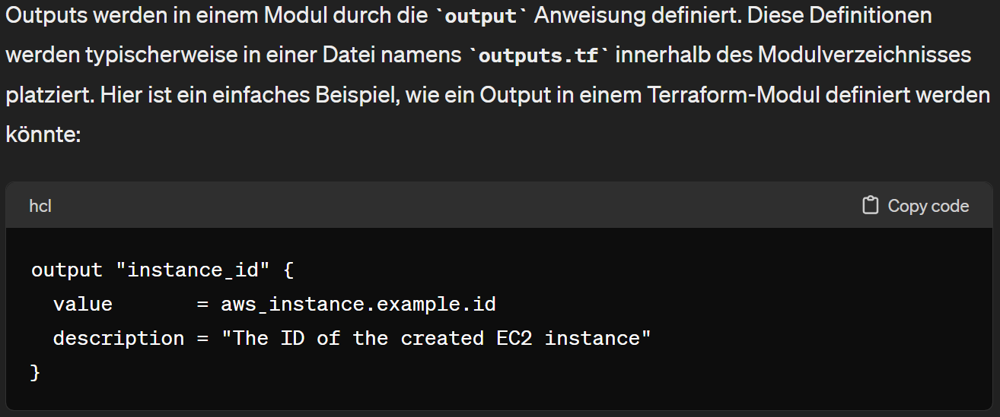 Outputs werden in einem Modul durch die `output` Anweisung definiert. Diese Definitionen
werden typischerweise in einer Datei namens `outputs.tf` innerhalb des Modulverzeichnisses
platziert. Hier ist ein einfaches Beispiel, wie ein Output in einem Terraform-Modul definiert werden
könnte:
hcl Copy code
output "instance_id" {
  value       = aws_instance.example.id
  description = "The ID of the created EC2 instance"
}